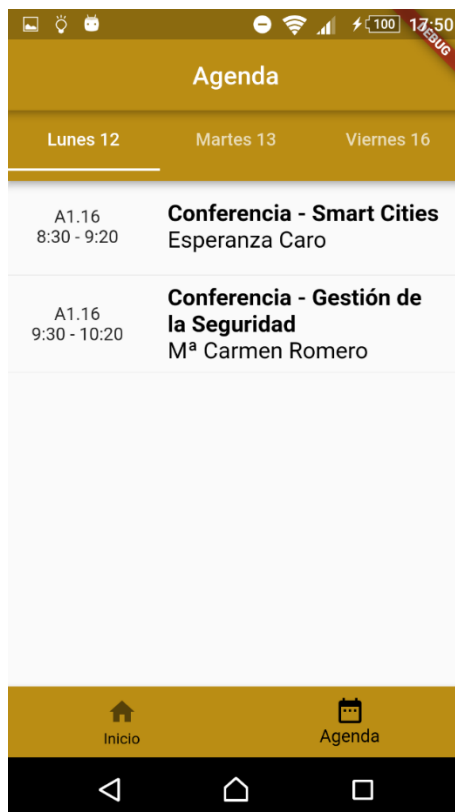 100 17:50
DEBUG
Agenda
Lunes 12 Martes 13 Viernes 16
A1.16
8:30 - 9:20
Conferencia - Smart Cities
Esperanza Caro
A1.16
9:30 - 10:20
Conferencia - Gestión de
la Seguridad
Mª Carmen Romero
Inicio
Agenda